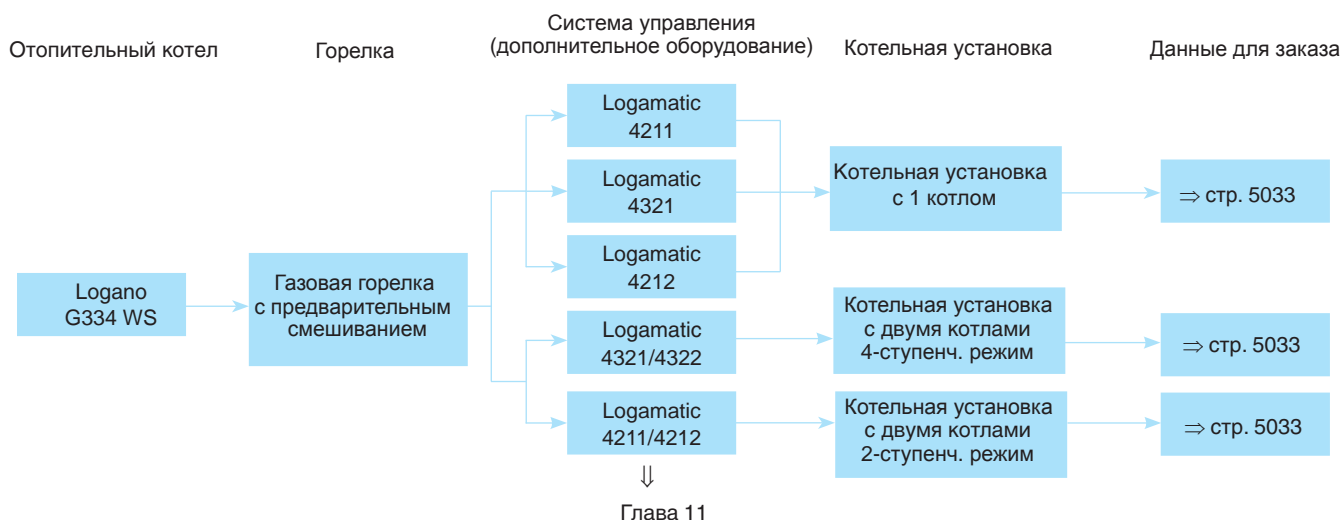 Отопительный котел
Горелка
Система управления
(дополнительное оборудование)
Котельная установка
Данные для заказа
Logamatic
4211
Logamatic
4321
Logamatic
4212
Котельная установка
с 1 котлом
⇒ стр. 5033
Logano
G334 WS
Газовая горелка
с предварительным
смешиванием
Logamatic
4321/4322
Котельная установка
с двумя котлами
4-ступенч. режим
⇒ стр. 5033
Logamatic
4211/4212
Котельная установка
с двумя котлами
2-ступенч. режим
⇒ стр. 5033
⇓
Глава 11